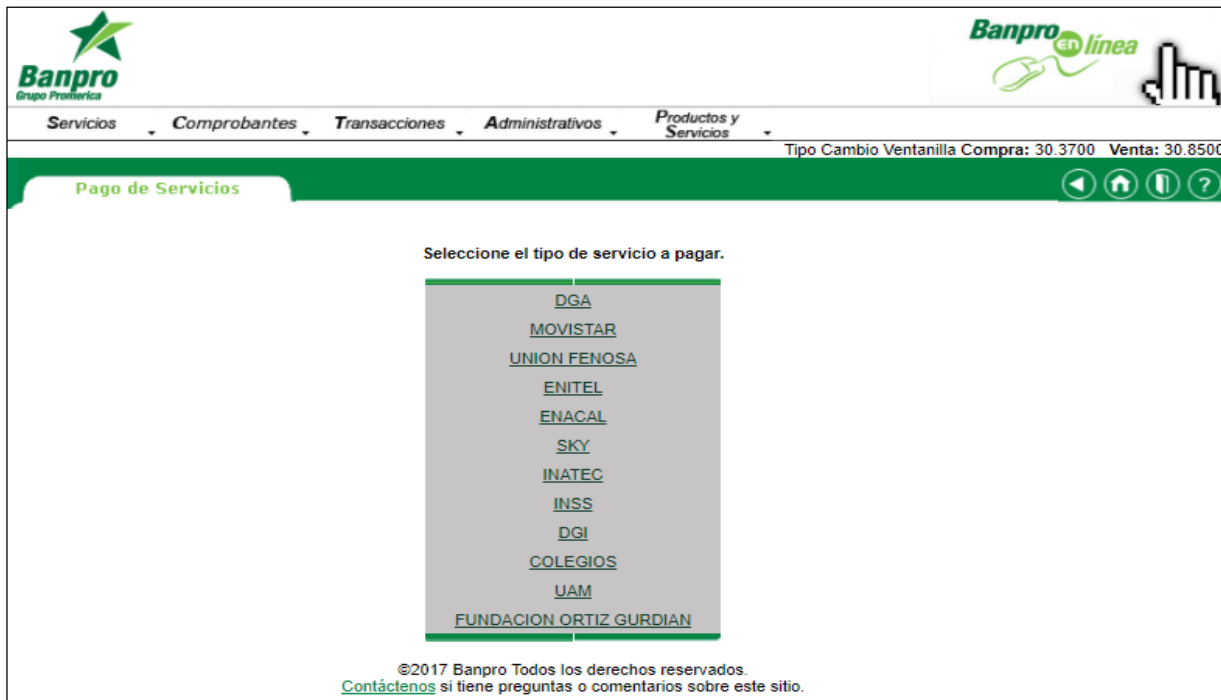 Banpro
Grupo Promerica
Banpro en línea
Servicios Comprobantes Transacciones Administrativos Productos y Servicios
Tipo Cambio Ventanilla Compra: 30.3700 Venta: 30.8500
Pago de Servicios
?
Seleccione el tipo de servicio a pagar.
DGA
MOVISTAR
UNION FENOSA
ENITEL
ENACAL
SKY
INATEC
INSS
DGI
COLEGIOS
UAM
FUNDACION ORTIZ GURDIAN
©2017 Banpro Todos los derechos reservados.
Contáctenos si tiene preguntas o comentarios sobre este sitio.